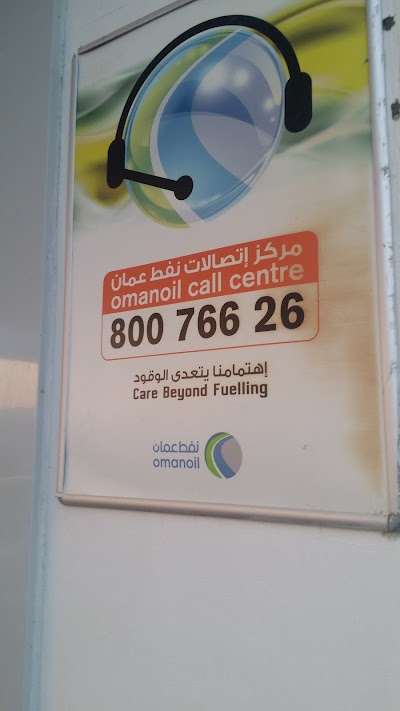 مركز إتصالات نفط عمان
omanoil call centre
800 766 26
إهتمامنا يتعدى الوقود
Care Beyond Fuelling
نفط عمان
omanoil